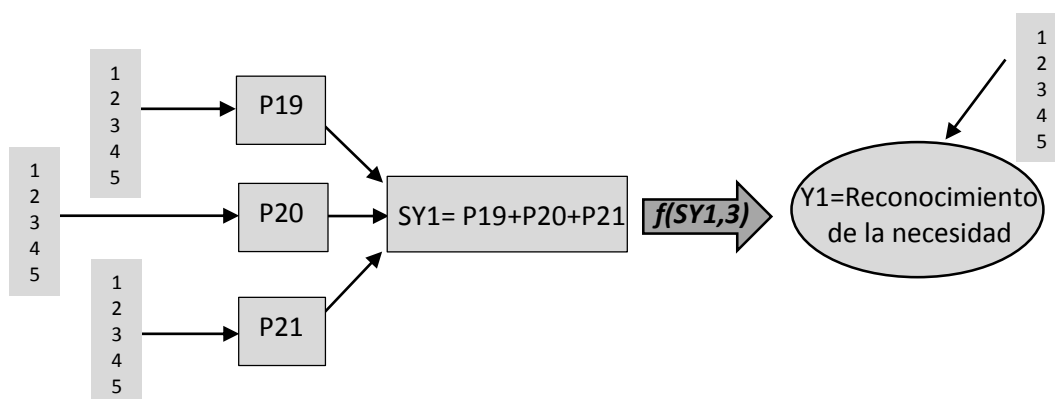 1
2
3
4
5
P19
1
2
3
4
5
P20
1
2
3
4
5
P21
SY1= P19+P20+P21
f(SY1,3)
Y1=Reconocimiento
de la necesidad
1
2
3
4
5